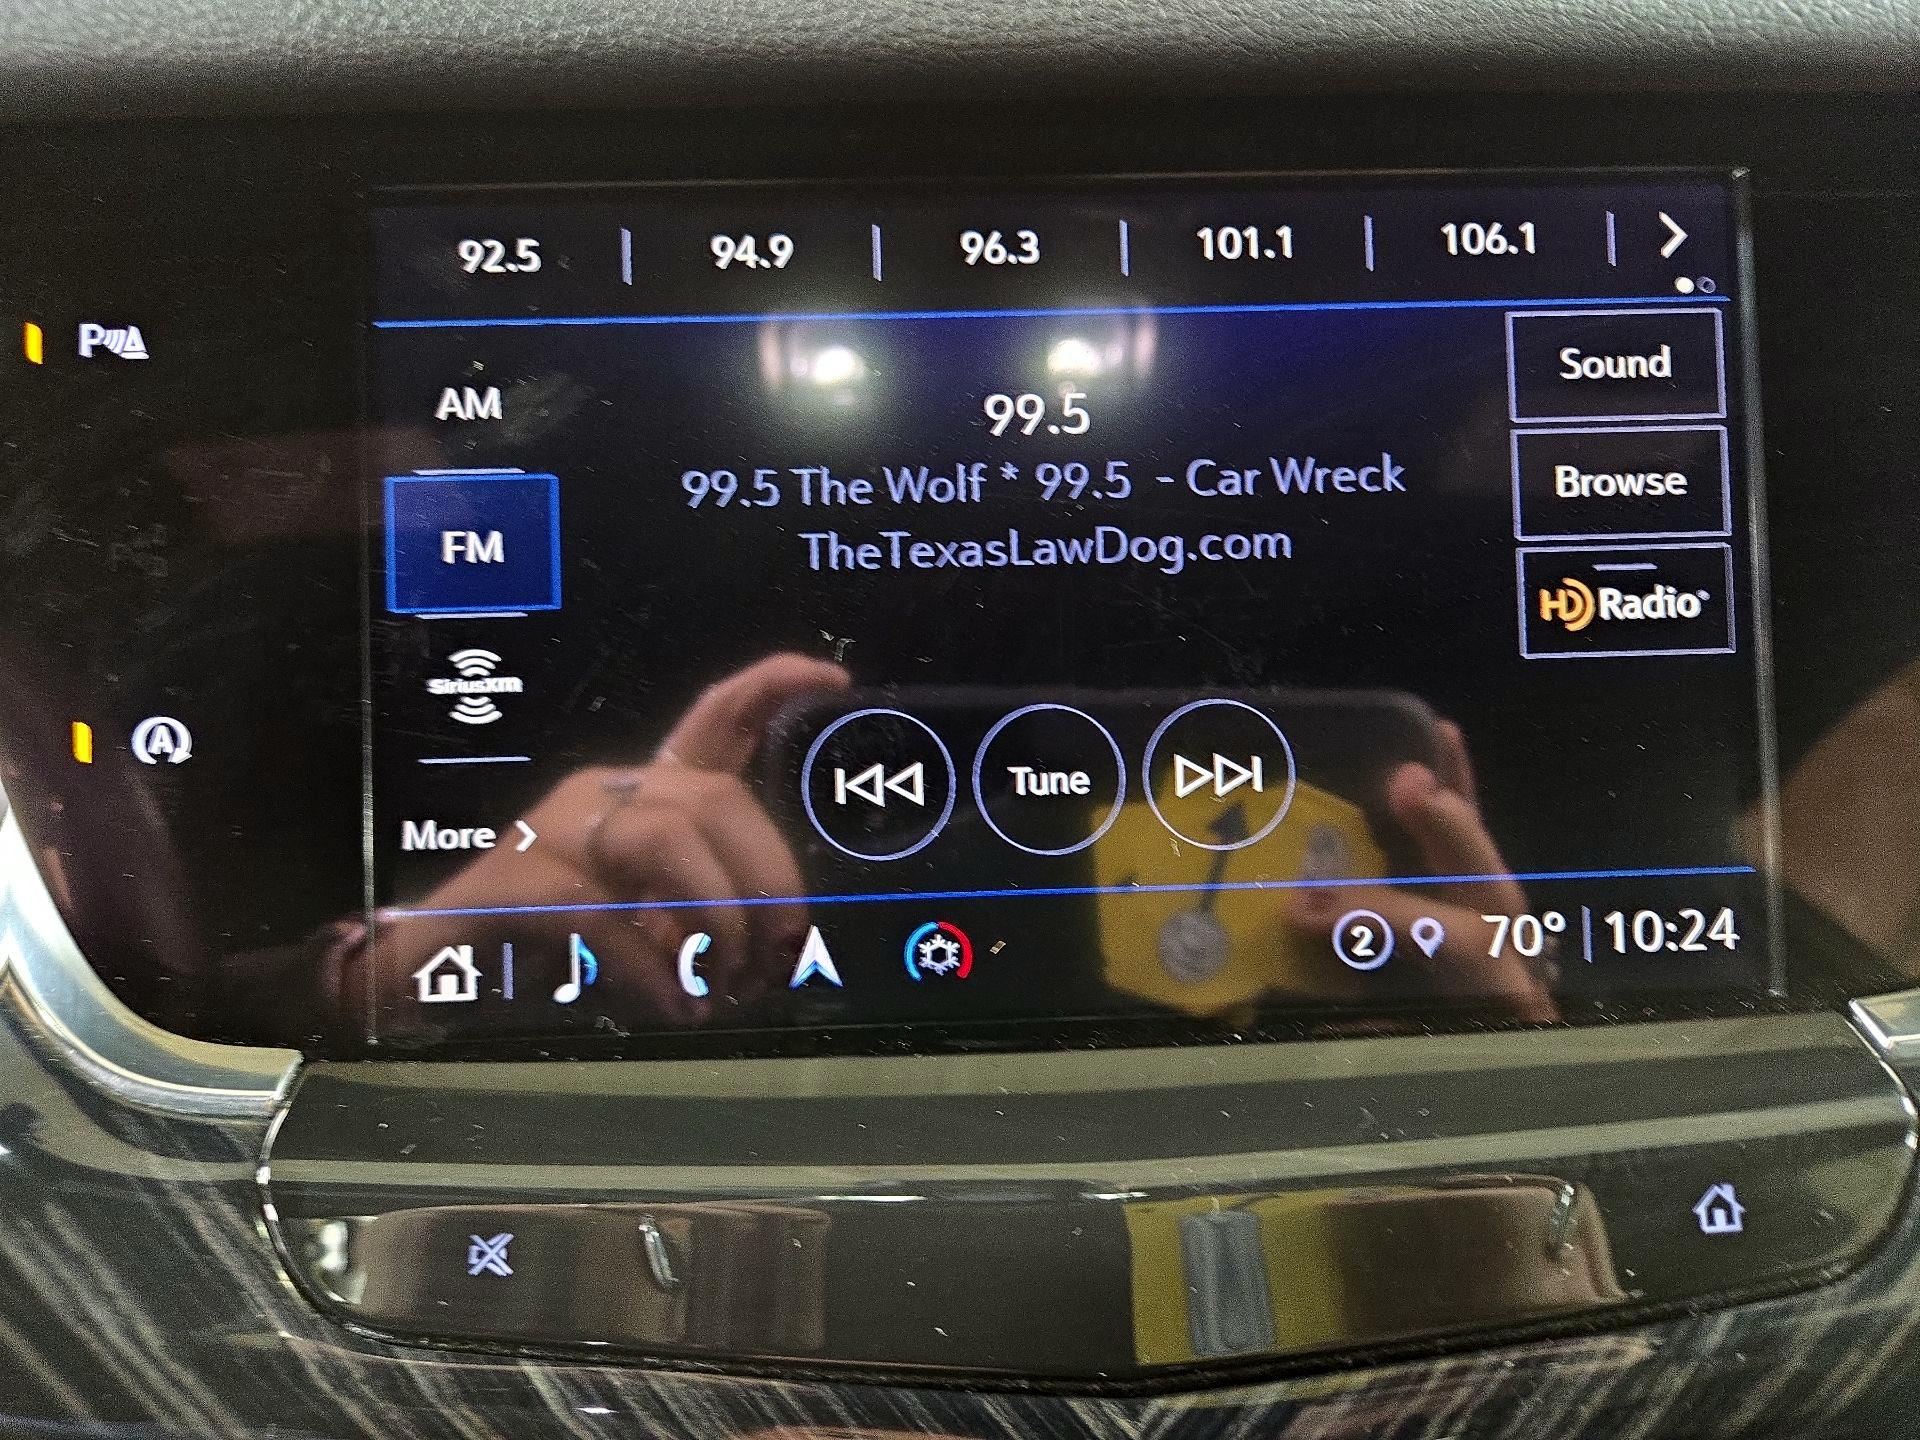 92.5 | 94.9 | 96.3 | 101.1 | 106.1
P
AM
Sound
99.5
99.5 The Wolf * 99.5 - Car Wreck
Browse
FM
TheTexasLawDog.com
HD Radio®
SiriusXM
A
Tune
More
2 70° | 10:24